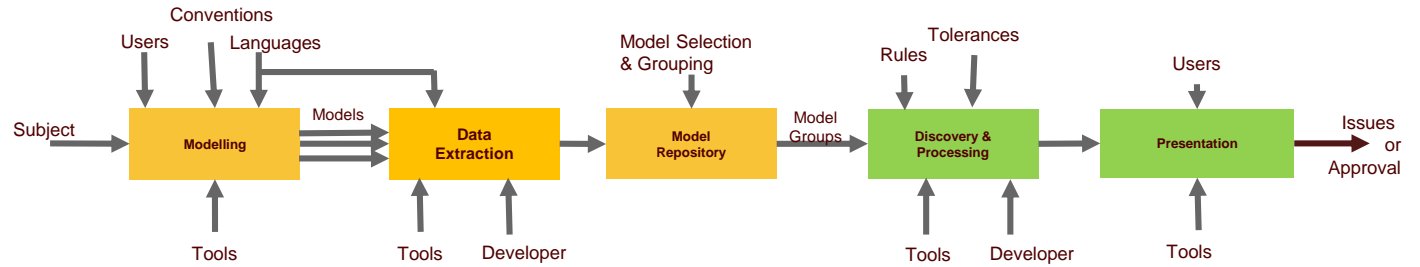 Conventions
Users
Languages
Model Selection
& Grouping
Tolerances
Rules
Users
Subject
Modelling
Models
Data
Extraction
Model
Repository
Model
Groups
Discovery &
Processing
Presentation
Issues
or
Approval
Tools
Tools
Developer
Tools
Developer
Tools